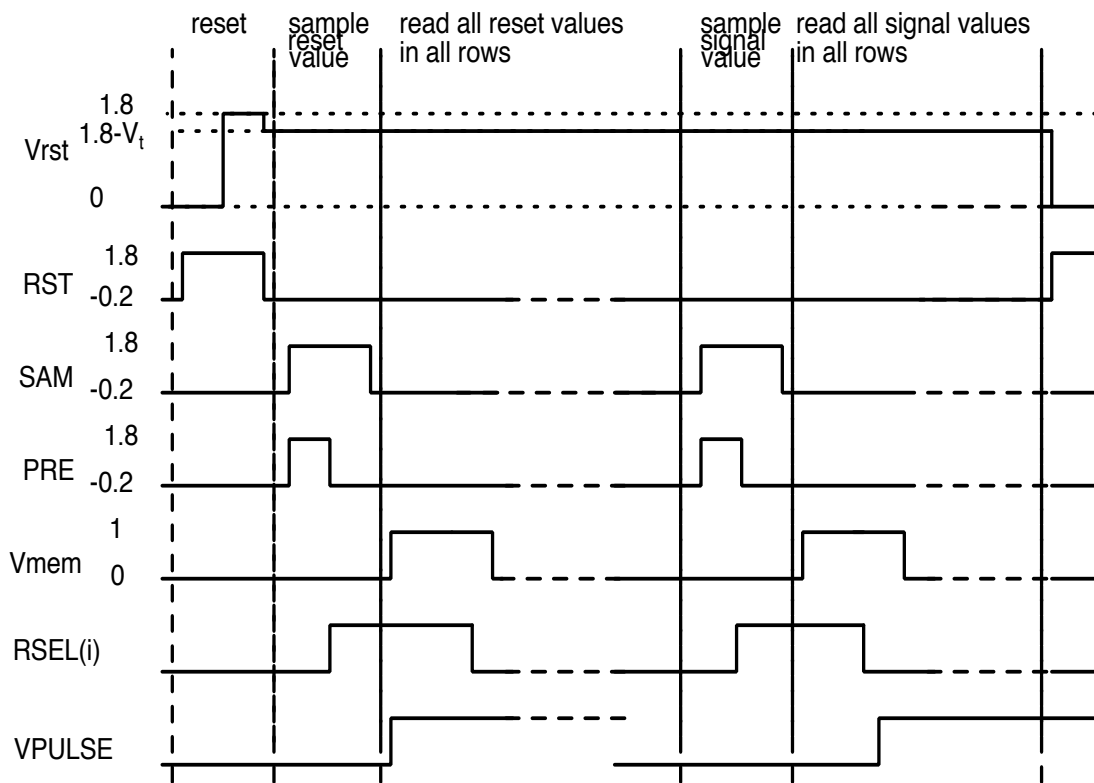 reset
sample
reset
value
read all reset values
in all rows
sample
signal
value
read all signal values
in all rows
1.8
1.8-Vt
Vrst
0
1.8
RST
-0.2
1.8
SAM
-0.2
1.8
PRE
-0.2
1
Vmem
0
RSEL(i)
VPULSE